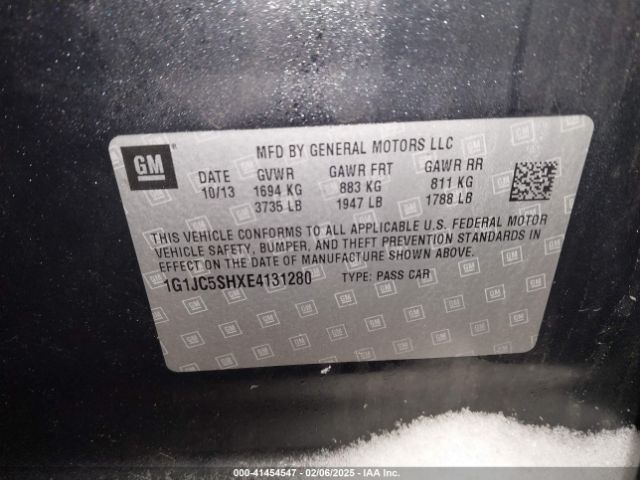 GM
MFD BY GENERAL MOTORS LLC
DATE GVWR GAWR FRT GAWR RR
10/13 1694 KG 883 KG 811 KG
3735 LB 1947 LB 1788 LB
THIS VEHICLE CONFORMS TO ALL APPLICABLE U.S. FEDERAL MOTOR
VEHICLE SAFETY, BUMPER, AND THEFT PREVENTION STANDARDS IN
EFFECT ON THE DATE OF MANUFACTURE SHOWN ABOVE.
1G1JC5SHXE4131280 TYPE: PASS CAR
00-41454547 - 02/06/2025 - IAA Inc.